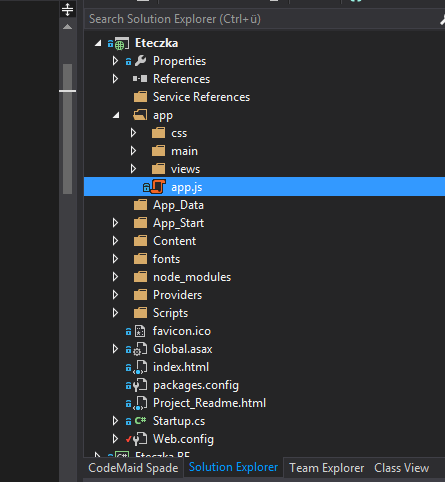 Search Solution Explorer (Ctrl+ü)
Eteczka
Properties
References
Service References
app
css
main
views
app.js
App_Data
App_Start
Content
fonts
node_modules
Providers
Scripts
favicon.ico
Global.asax
index.html
packages.config
Project_Readme.html
C# Startup.cs
Web.config
C# Eteczka.BE
CodeMaid Spade Solution Explorer Team Explorer Class View